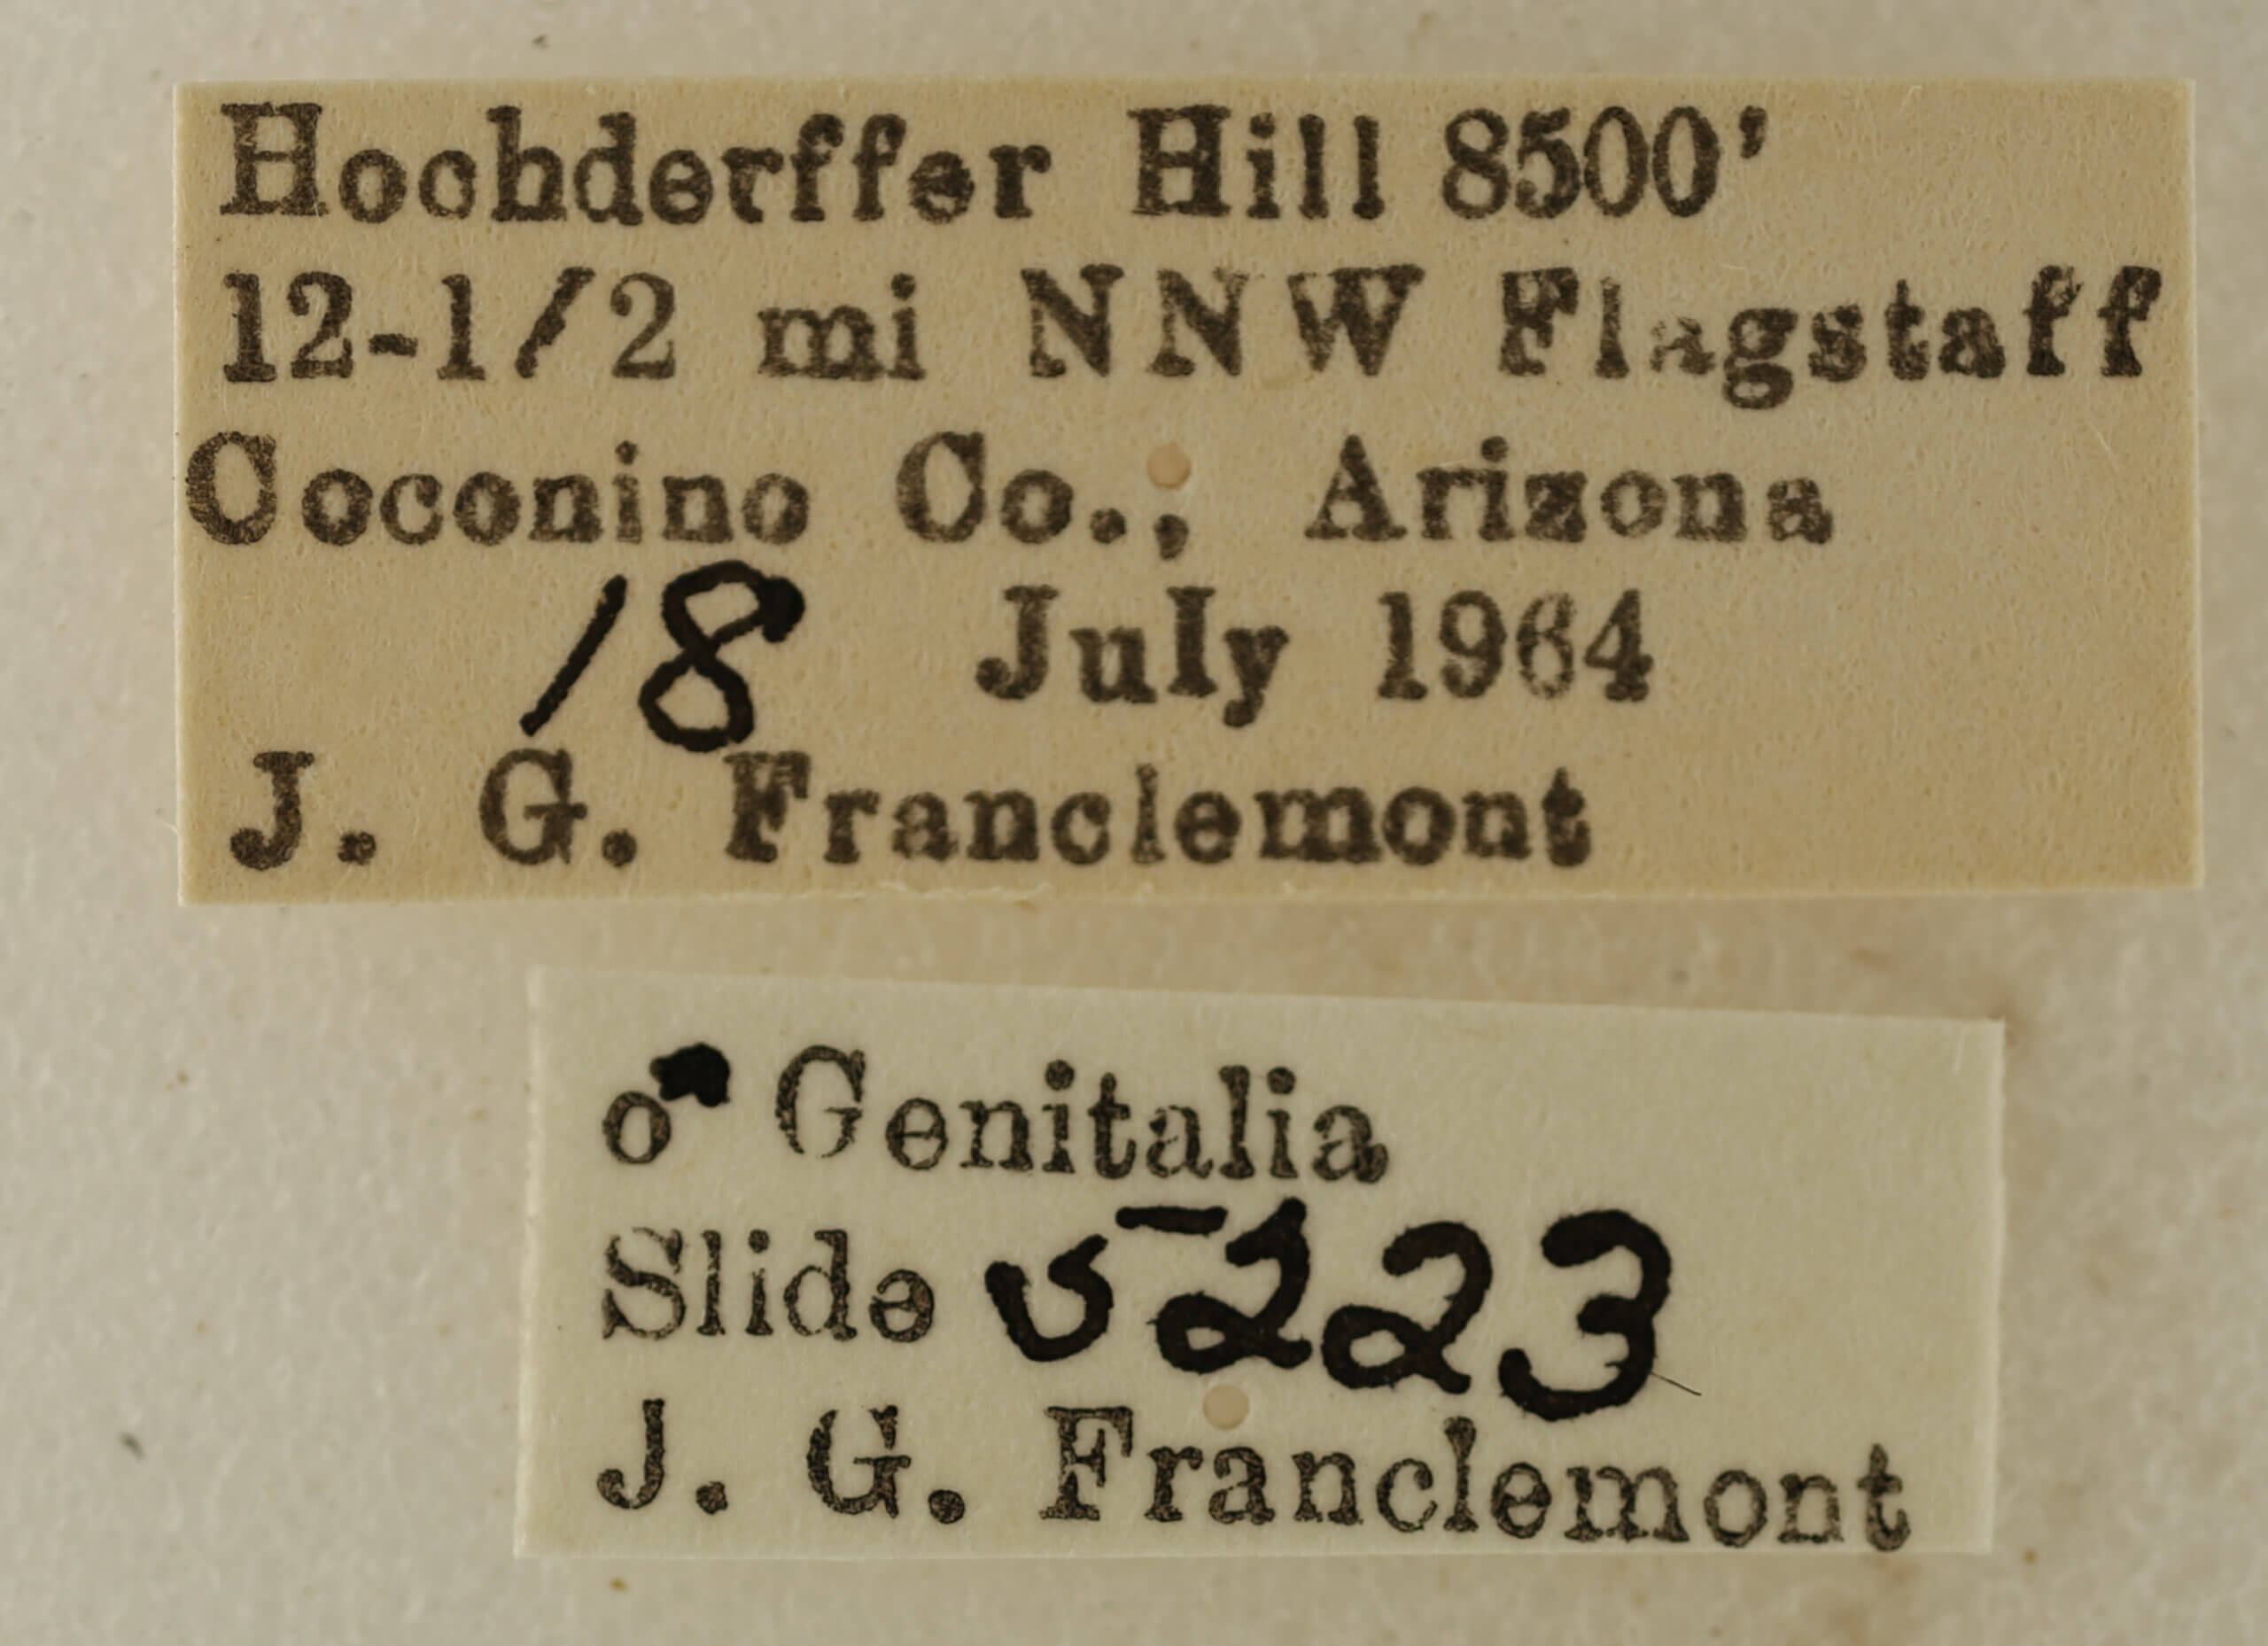 Hochderffer Hill 8500'
12-1/2 mi NNW Flagstaff
Coconino Co., Arizona
18 July 1964
J. G. Franclemont
♂ Genitalia
Slide 5223
J. G. Franclemont